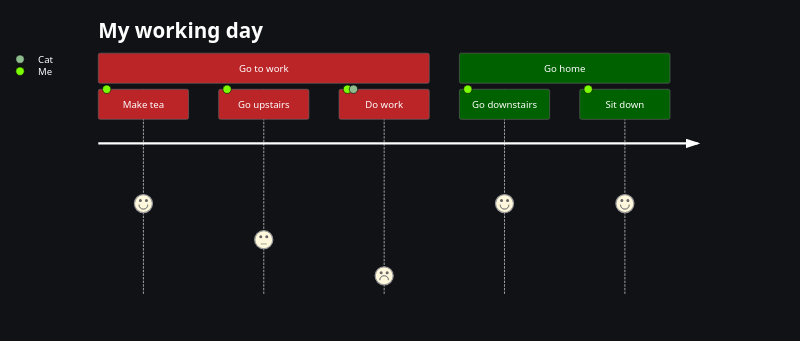 My working day
Cat
Me
Go to work
Go home
Make tea
Go upstairs
Do work
Go downstairs
Sit down